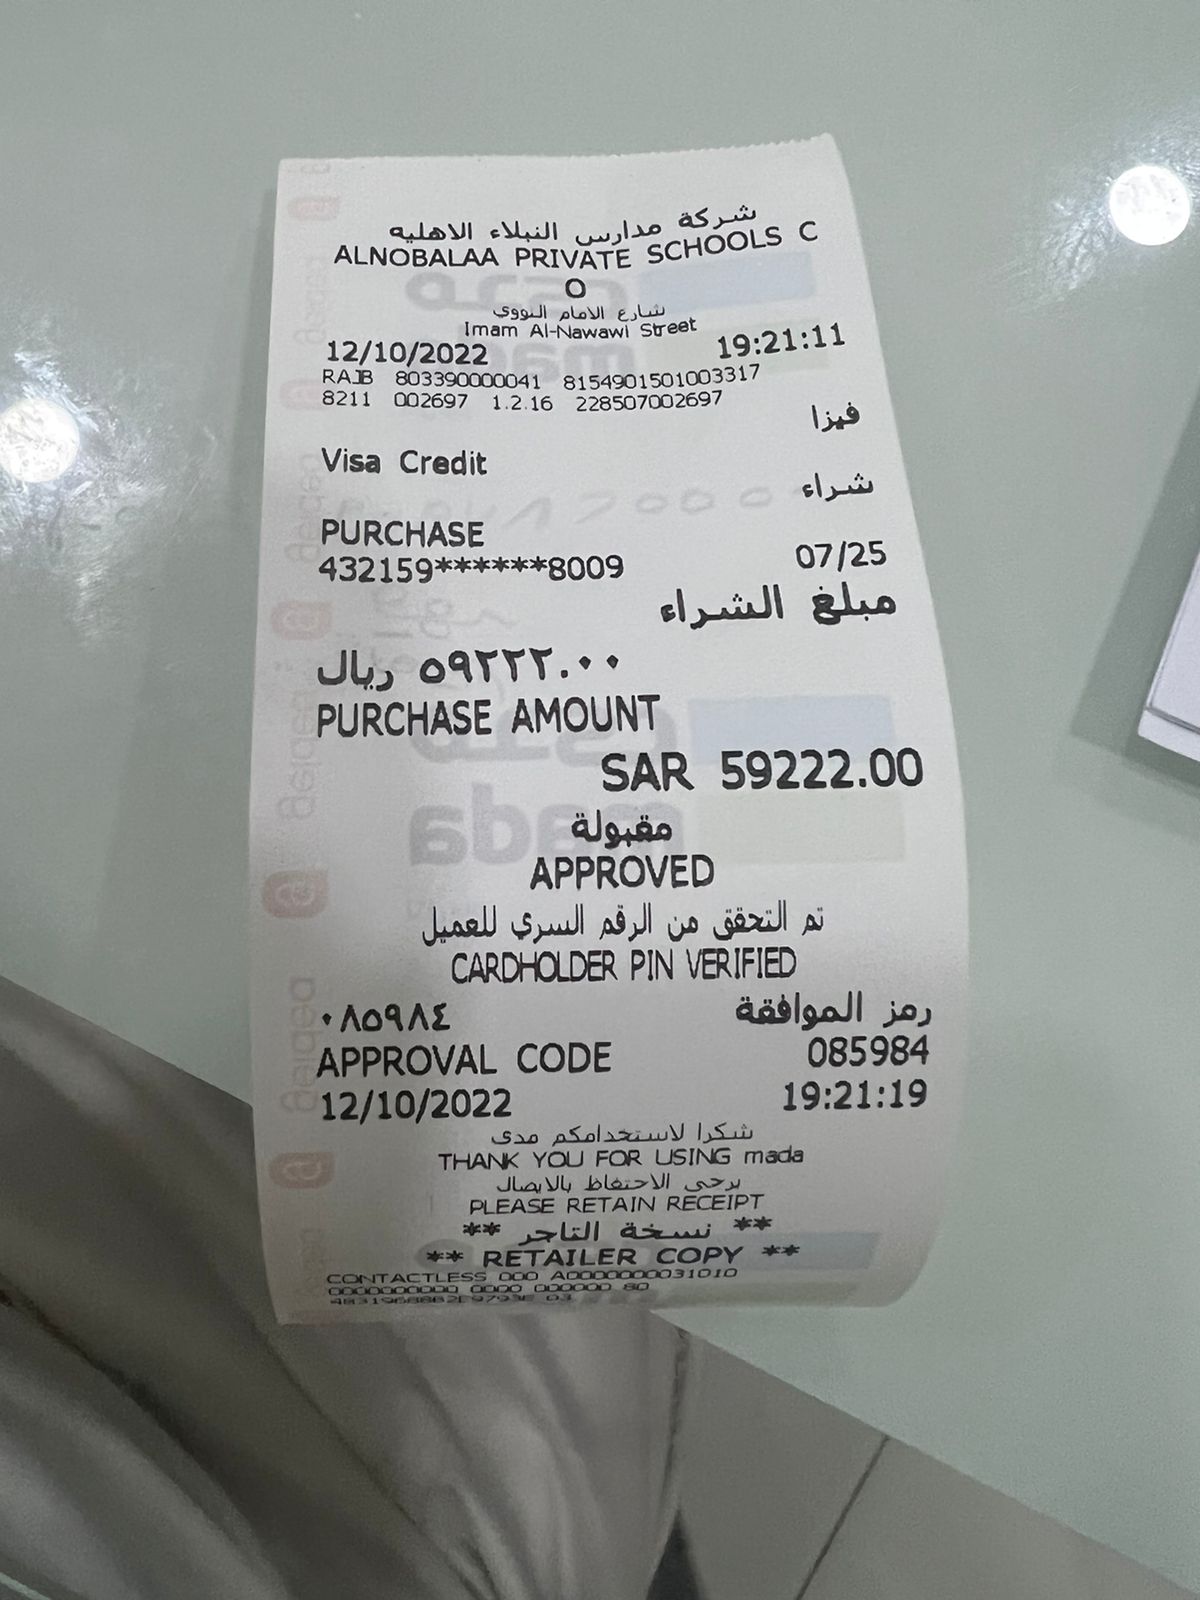 شركة مدارس النبلاء الاهليه
ALNOBALAA PRIVATE SCHOOLS C
O
شارع الامام النووي
Imam Al-Nawawi Street
12/10/2022 19:21:11
RAJB 803390000041 8154901501003317
8211 002697 1.2.16 228507002697
فيزا
Visa Credit
شراء
PURCHASE
432159******8009 07/25
مبلغ الشراء
٥٩٢٢٢.٠٠ ريال
PURCHASE AMOUNT
SAR 59222.00
مقبولة
APPROVED
تم التحقق من الرقم السري للعميل
CARDHOLDER PIN VERIFIED
رمز الموافقة ٠٨٥٩٨٤
APPROVAL CODE 085984
12/10/2022 19:21:19
شكرا لاستخدامكم مدى
THANK YOU FOR USING mada
يرجى الاحتفاظ بالايصال
PLEASE RETAIN RECEIPT
** نسخة التاجر **
** RETAILER COPY **
CONTACTLESS 000 A0000000031010
0000000000 0000 000000 80